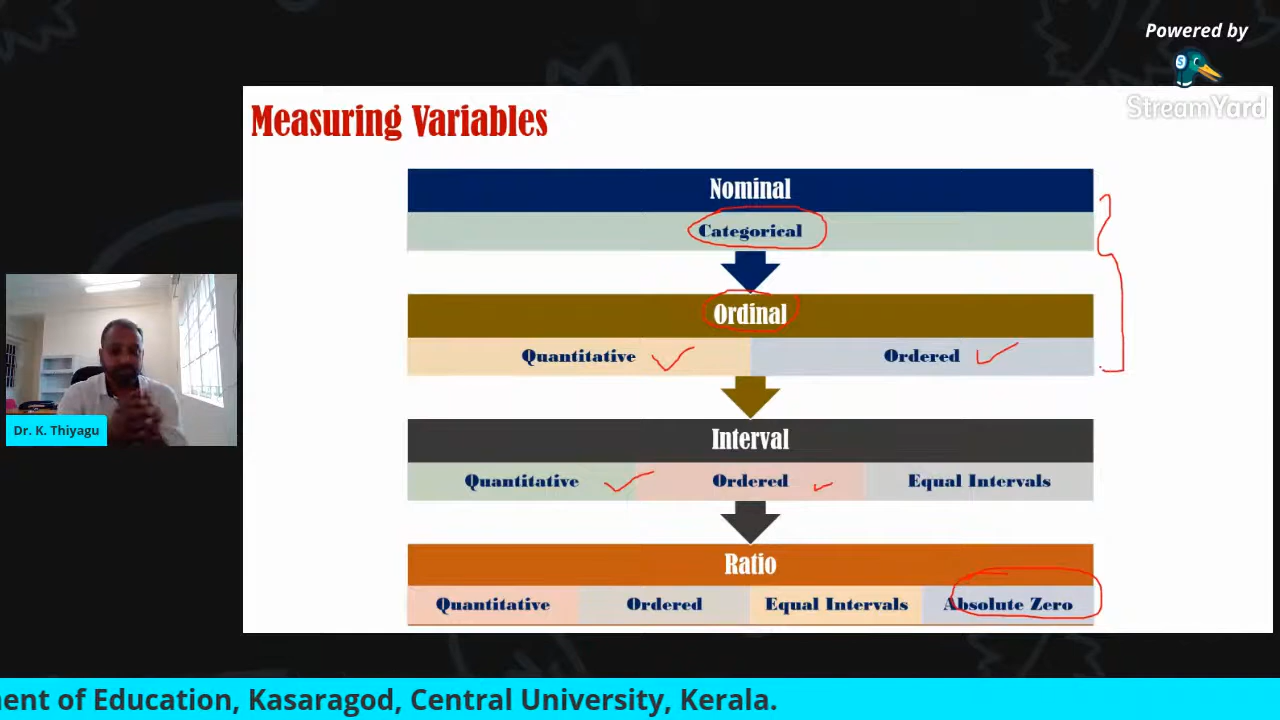 Powered by
S
StreamYard
Measuring Variables
Nominal
Categorical
Ordinal
Quantitative Ordered
Interval
Quantitative Ordered Equal Intervals
Ratio
Quantitative Ordered Equal Intervals Absolute Zero
Dr. K. Thiyagu
ment of Education, Kasaragod, Central University, Kerala.